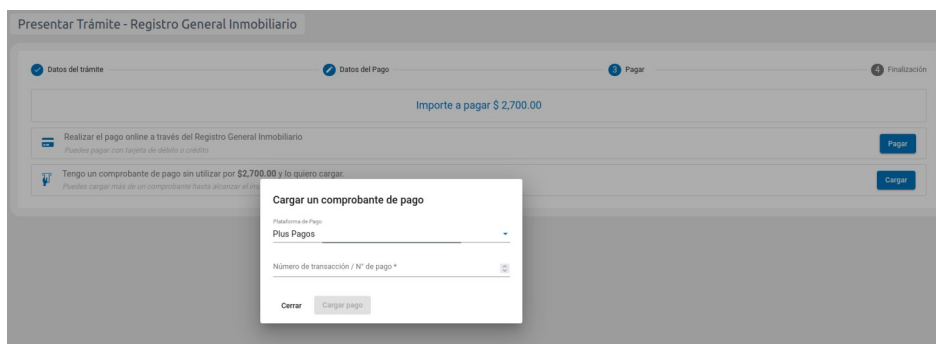 Presentar Trámite - Registro General Inmobiliario
Datos del trámite
Datos del Pago
3 Pagar
4 Finalización
Importe a pagar $ 2,700.00
Realizar el pago online a través del Registro General Inmobiliario
Puedes pagar con tarjeta de débito o crédito
Pagar
Tengo un comprobante de pago sin utilizar por $2,700.00 y lo quiero cargar.
Puedes cargar más de un comprobante hasta alcanzar el
Cargar
Cargar un comprobante de pago
Plataforma de Pago
Plus Pagos
Número de transacción / N° de pago *
Cerrar
Cargar pago